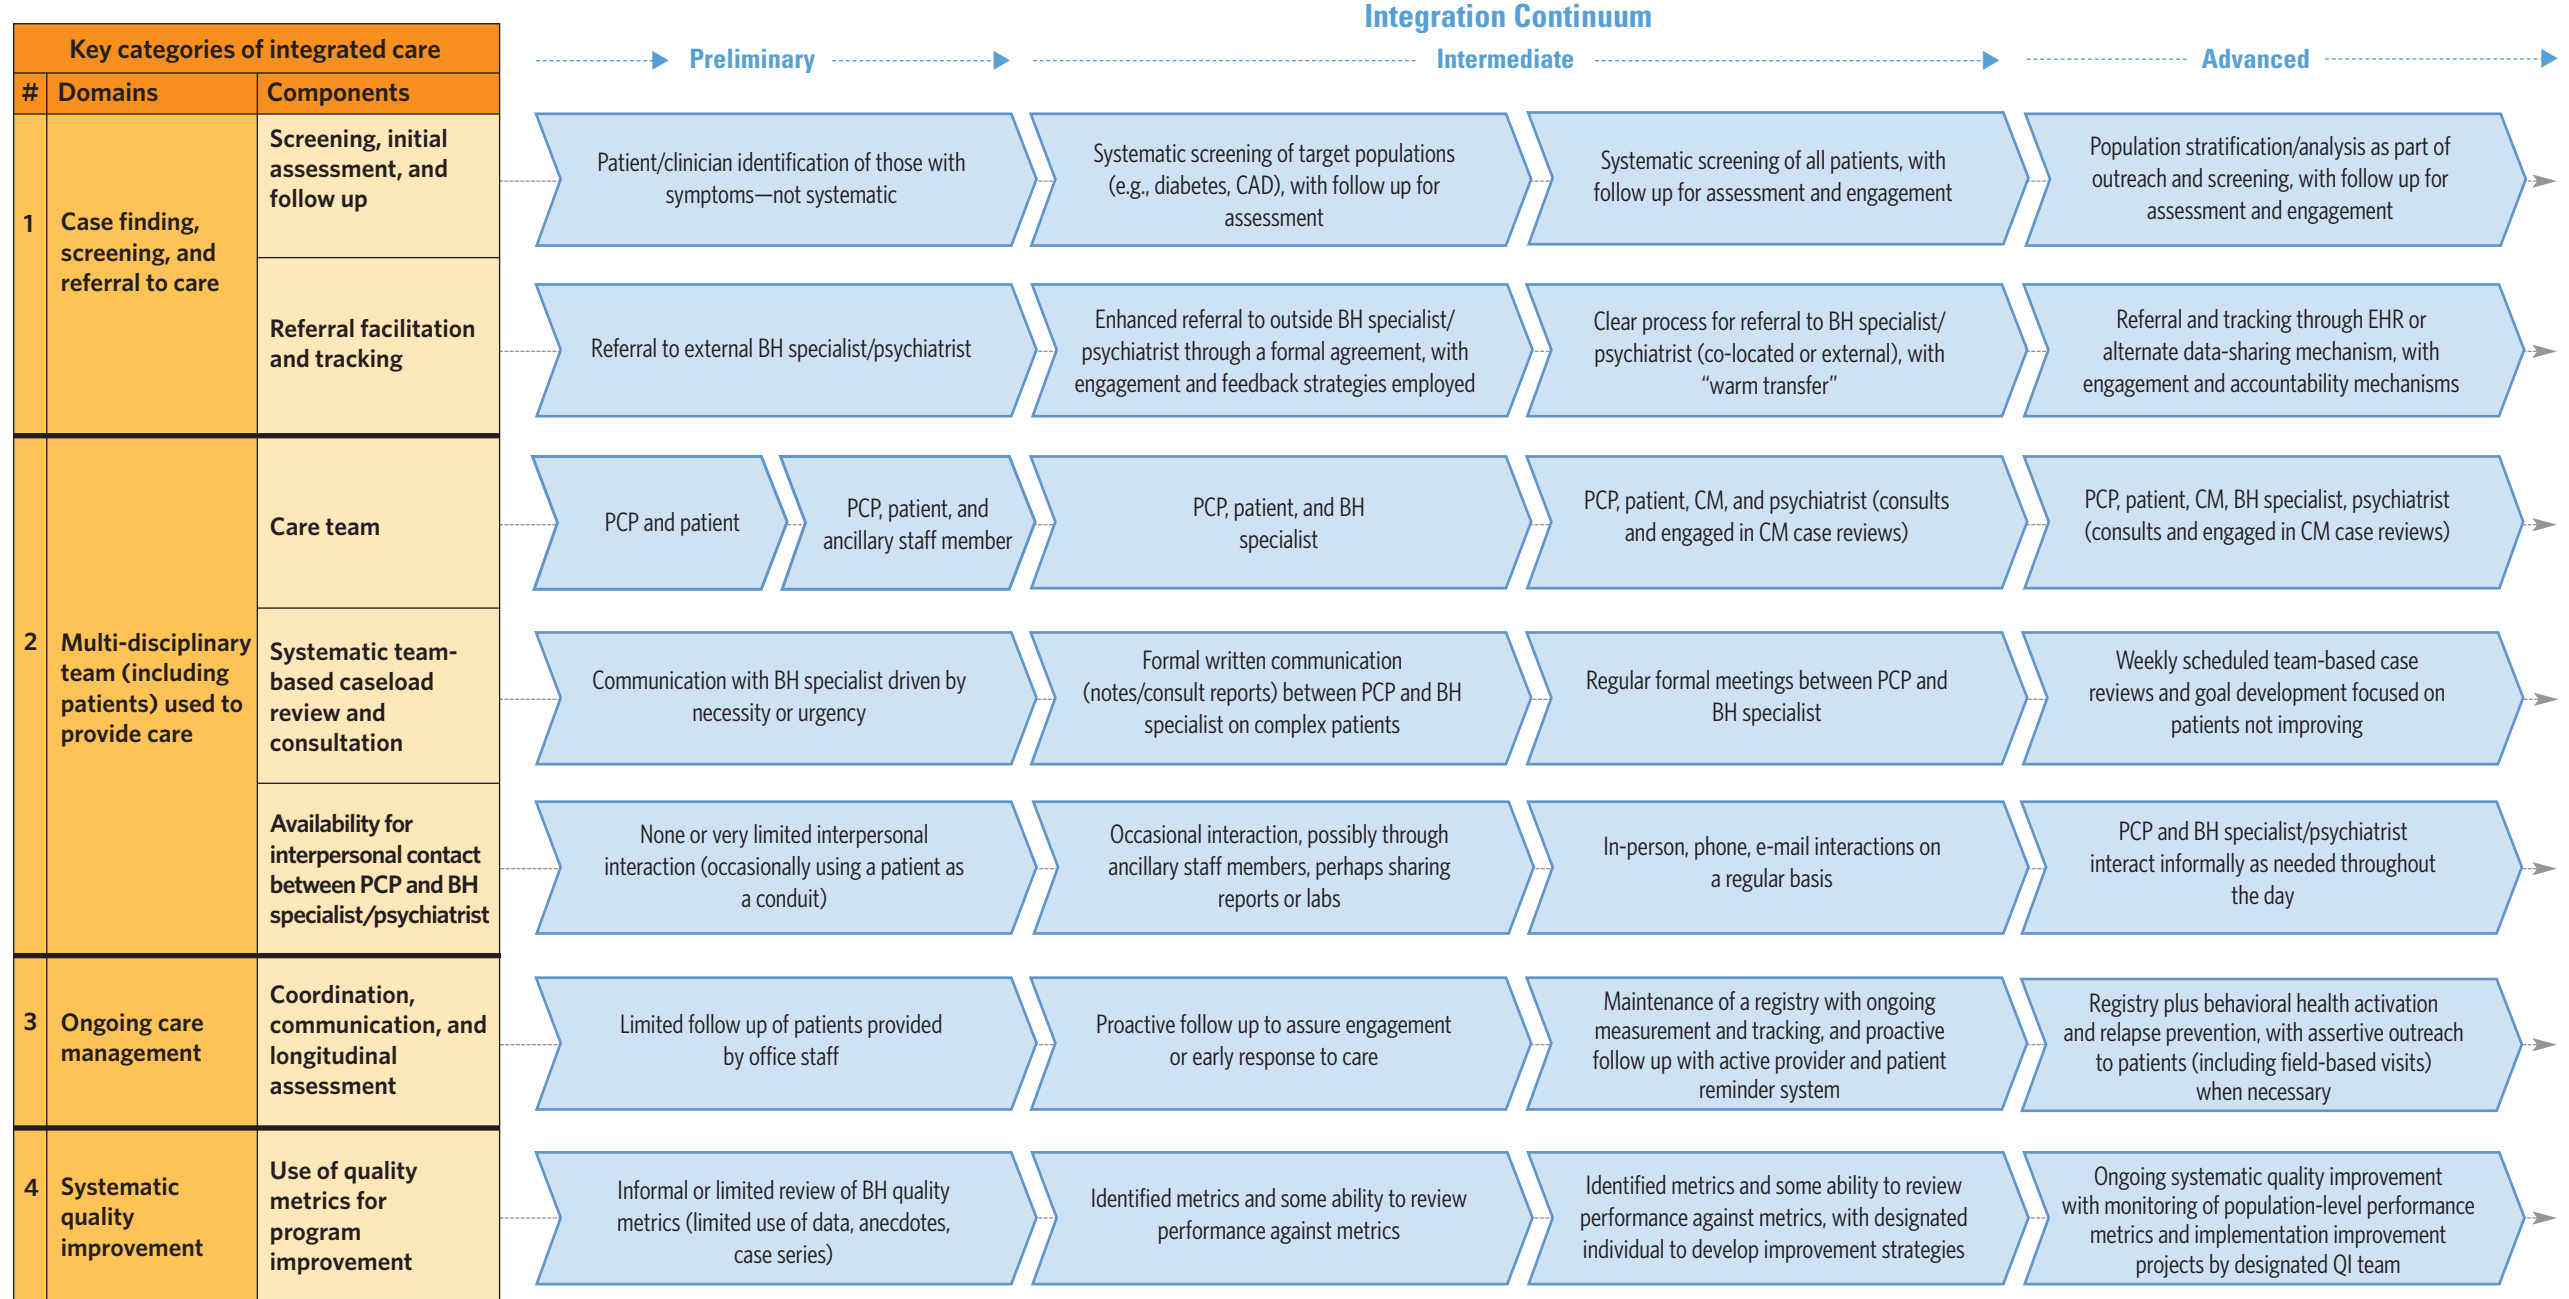 Integration Continuum
Key categories of integrated care
Preliminary
Intermediate
Advanced
#
Domains
Components
1
Case finding,
screening, and
referral to care
Screening, initial
assessment, and
follow up
Patient/clinician identification of those with
symptoms—not systematic
Systematic screening of target populations
(e.g., diabetes, CAD), with follow up for
assessment
Systematic screening of all patients, with
follow up for assessment and engagement
Population stratification/analysis as part of
outreach and screening, with follow up for
assessment and engagement
Referral facilitation
and tracking
Referral to external BH specialist/psychiatrist
Enhanced referral to outside BH specialist/
psychiatrist through a formal agreement, with
engagement and feedback strategies employed
Clear process for referral to BH specialist/
psychiatrist (co-located or external), with
“warm transfer”
Referral and tracking through EHR or
alternate data-sharing mechanism, with
engagement and accountability mechanisms
2
Multi-disciplinary
team (including
patients) used to
provide care
Care team
PCP and patient
PCP, patient, and
ancillary staff member
PCP, patient, and BH
specialist
PCP, patient, CM, and psychiatrist (consults
and engaged in CM case reviews)
PCP, patient, CM, BH specialist, psychiatrist
(consults and engaged in CM case reviews)
Systematic team-
based caseload
review and
consultation
Communication with BH specialist driven by
necessity or urgency
Formal written communication
(notes/consult reports) between PCP and BH
specialist on complex patients
Regular formal meetings between PCP and
BH specialist
Weekly scheduled team-based case
reviews and goal development focused on
patients not improving
Availability for
interpersonal contact
between PCP and BH
specialist/psychiatrist
None or very limited interpersonal
interaction (occasionally using a patient as
a conduit)
Occasional interaction, possibly through
ancillary staff members, perhaps sharing
reports or labs
In-person, phone, e-mail interactions on
a regular basis
PCP and BH specialist/psychiatrist
interact informally as needed throughout
the day
3
Ongoing care
management
Coordination,
communication, and
longitudinal
assessment
Limited follow up of patients provided
by office staff
Proactive follow up to assure engagement
or early response to care
Maintenance of a registry with ongoing
measurement and tracking, and proactive
follow up with active provider and patient
reminder system
Registry plus behavioral health activation
and relapse prevention, with assertive outreach
to patients (including field-based visits)
when necessary
4
Systematic
quality
improvement
Use of quality
metrics for
program
improvement
Informal or limited review of BH quality
metrics (limited use of data, anecdotes,
case series)
Identified metrics and some ability to review
performance against metrics
Identified metrics and some ability to review
performance against metrics, with designated
individual to develop improvement strategies
Ongoing systematic quality improvement
with monitoring of population-level performance
metrics and implementation improvement
projects by designated QI team